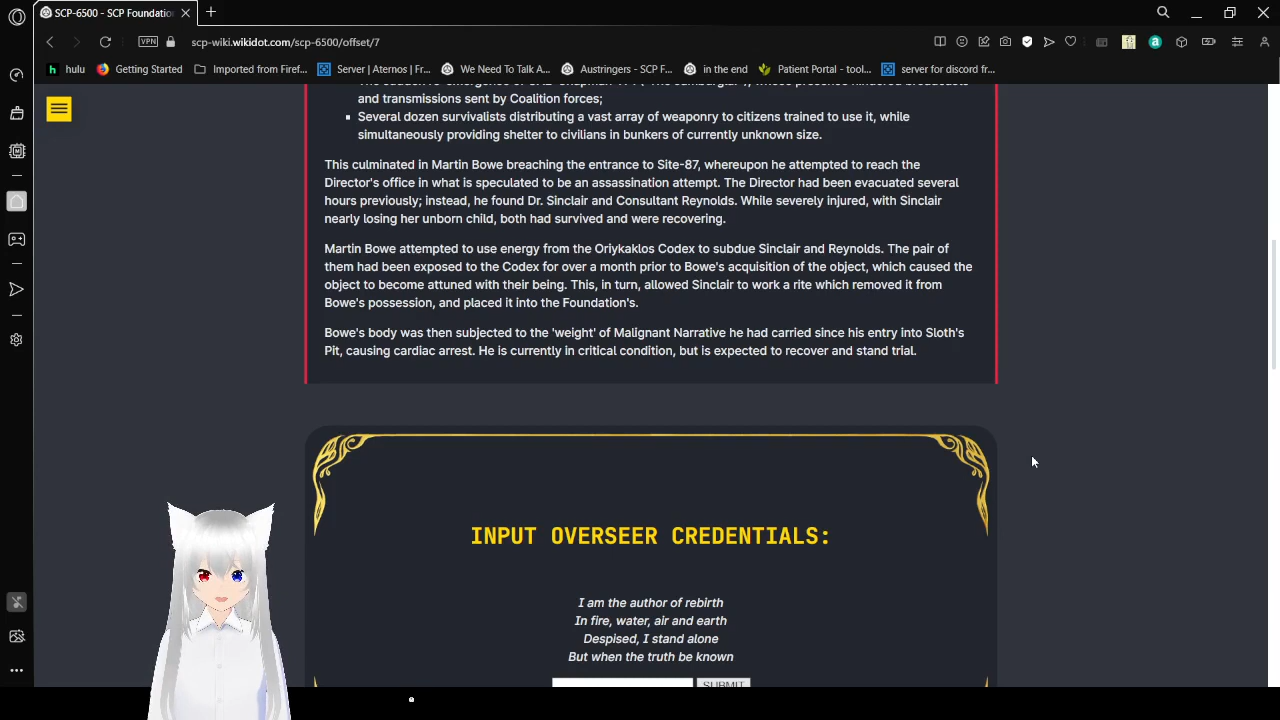 SCP-6500 - SCP Foundatio
scp-wiki.wikidot.com/scp-6500/offset/7
VPN
hulu
Getting Started
Imported from Firef...
Server | Aternos | Fr...
We Need To Talk A...
Austringers - SCP F...
in the end
Patient Portal - tool...
server for discord fr...
and transmissions sent by Coalition forces;
Several dozen survivalists distributing a vast array of weaponry to citizens trained to use it, while
simultaneously providing shelter to civilians in bunkers of currently unknown size.
This culminated in Martin Bowe breaching the entrance to Site-87, whereupon he attempted to reach the
Director's office in what is speculated to be an assassination attempt. The Director had been evacuated several
hours previously; instead, he found Dr. Sinclair and Consultant Reynolds. While severely injured, with Sinclair
nearly losing her unborn child, both had survived and were recovering.
Martin Bowe attempted to use energy from the Oriykaklos Codex to subdue Sinclair and Reynolds. The pair of
them had been exposed to the Codex for over a month prior to Bowe's acquisition of the object, which caused the
object to become attuned with their being. This, in turn, allowed Sinclair to work a rite which removed it from
Bowe's possession, and placed it into the Foundation's.
Bowe's body was then subjected to the 'weight' of Malignant Narrative he had carried since his entry into Sloth's
Pit, causing cardiac arrest. He is currently in critical condition, but is expected to recover and stand trial.
INPUT OVERSEER CREDENTIALS:
I am the author of rebirth
In fire, water, air and earth
Despised, I stand alone
But when the truth be known
SUBMIT